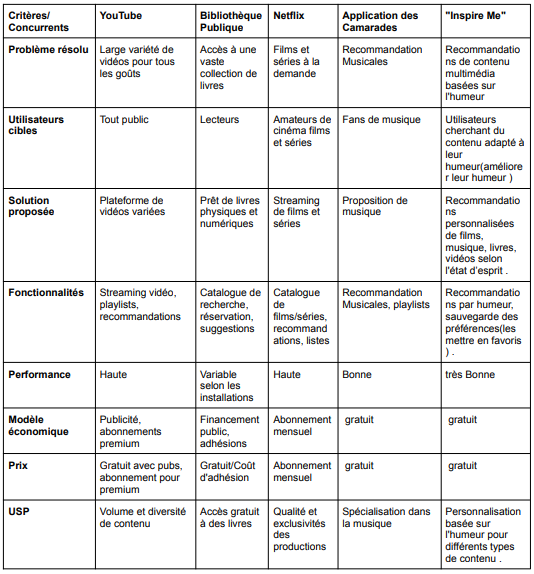 Critères/
Concurrents
YouTube
Bibliothèque
Publique
Netflix
Application des
Camarades
"Inspire Me"
Problème résolu
Large variété de
vidéos pour tous
les goûts
Accès à une
vaste
collection de
livres
Films et
séries à la
demande
Recommandation
Musicales
Recommandatio
ns de contenu
multimédia
basées sur
l'humeur
Utilisateurs
cibles
Tout public
Lecteurs
Amateurs de
cinéma films
et séries
Fans de musique
Utilisateurs
cherchant du
contenu adapté à
leur
humeur(améliore
r leur humeur )
Solution
proposée
Plateforme de
vidéos variées
Prêt de livres
physiques et
numériques
Streaming
de films et
séries
Proposition de
musique
Recommandatio
ns
personnalisées
de films,
musique, livres,
vidéos selon
l'état d'esprit .
Fonctionnalités
Streaming vidéo,
playlists,
recommandations
Catalogue de
recherche,
réservation,
suggestions
Catalogue
de
films/séries,
recommand
ations, listes
Recommandation
Musicales, playlists
Recommandatio
ns par humeur,
sauvegarde des
préférences(les
mettre en favoris
) .
Performance
Haute
Variable
selon les
installations
Haute
Bonne
très Bonne
Modèle
économique
Publicité,
abonnements
premium
Financement
public,
adhésions
Abonnement
mensuel
gratuit
gratuit
Prix
Gratuit avec pubs,
abonnement pour
premium
Gratuit/Coût
d'adhésion
Abonnement
mensuel
gratuit
gratuit
USP
Volume et diversité
de contenu
Accès gratuit
à des livres
Qualité et
exclusivités
des
productions
Spécialisation dans
la musique
Personnalisation
basée sur
l'humeur pour
différents types
de contenu .